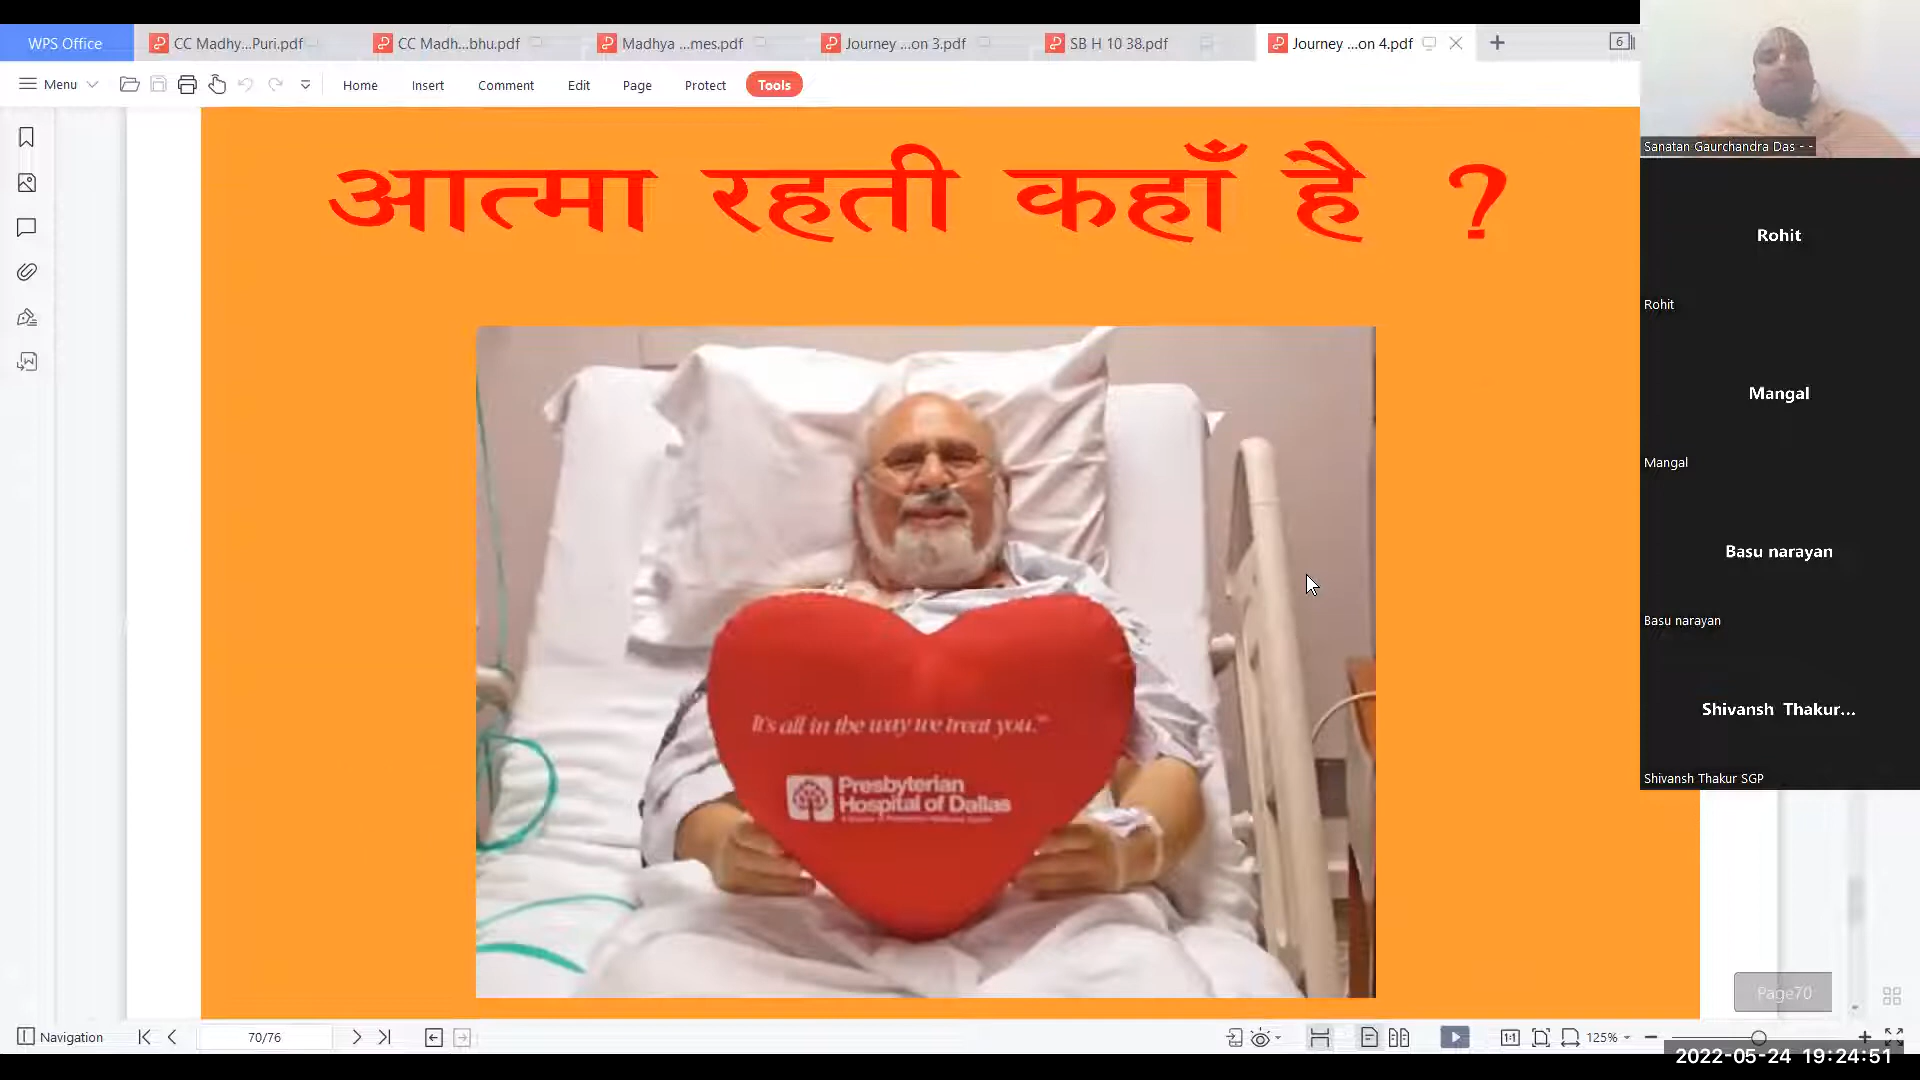 WPS Office
CC Madhy...Puri.pdf
CC Madh...bhu.pdf
Madhya ...mes.pdf
Journey ...on 3.pdf
SB H 10 38.pdf
Journey ...on 4.pdf
6
Menu
Home
Insert
Comment
Edit
Page
Protect
Tools
आत्मा रहती कहाँ है ?
It's all in the way we treat you.
Presbyterian
Hospital of Dallas
Sanatan Gaurchandra Das - -
Rohit
Rohit
Mangal
Mangal
Basu narayan
Basu narayan
Shivansh Thakur...
Shivansh Thakur SGP
Page70
Navigation
70/76
1:1
125%
2022-05-24 19:24:51